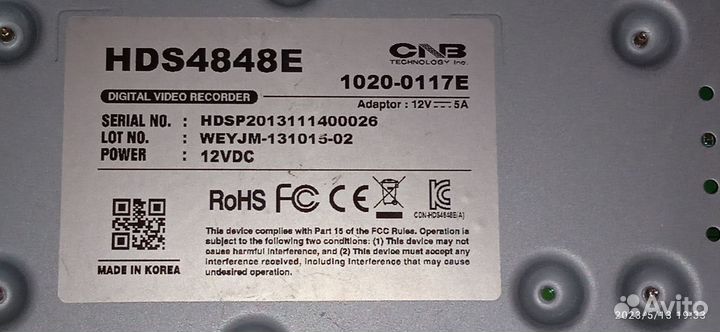 HDS4848E
CNB
TECHNOLOGY Inc.
1020-0117E
DIGITAL VIDEO RECORDER
Adaptor : 12V 5A
SERIAL NO. : HDSP2013111400026
LOT NO. : WEYJM-131015-02
POWER : 12VDC
RoHS FC CE
CDN-HDS4848E(A)
This device complies with Part 15 of the FCC Rules. Operation is
subject to the following two conditions: (1) This device may not
cause harmful interference, and (2) This device must accept any
interference received, including interference that may cause
undesired operation.
MADE IN KOREA
Avito
2023/5/13 19:33